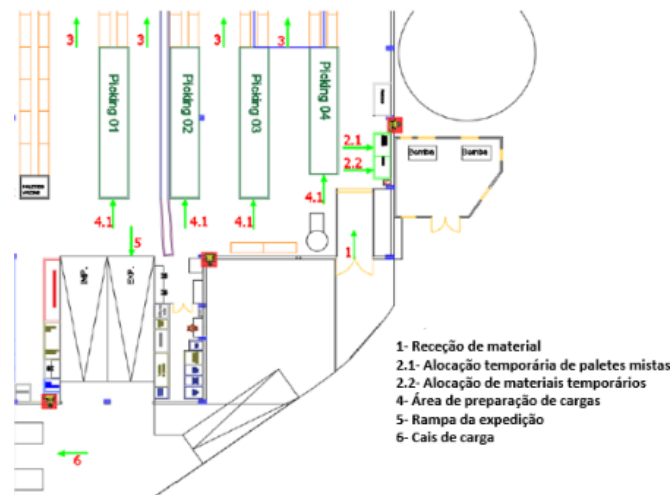 3
3
3
3
Picking 01
Picking 02
Picking 03
Picking 04
2.1
2.2
Bomba
Bomba
4.1
4.1
4.1
4.1
5
1
IMP.
EXP.
6
1- Receção de material
2.1- Alocação temporária de paletes mistas
2.2- Alocação de materiais temporários
4- Área de preparação de cargas
5- Rampa da expedição
6- Cais de carga